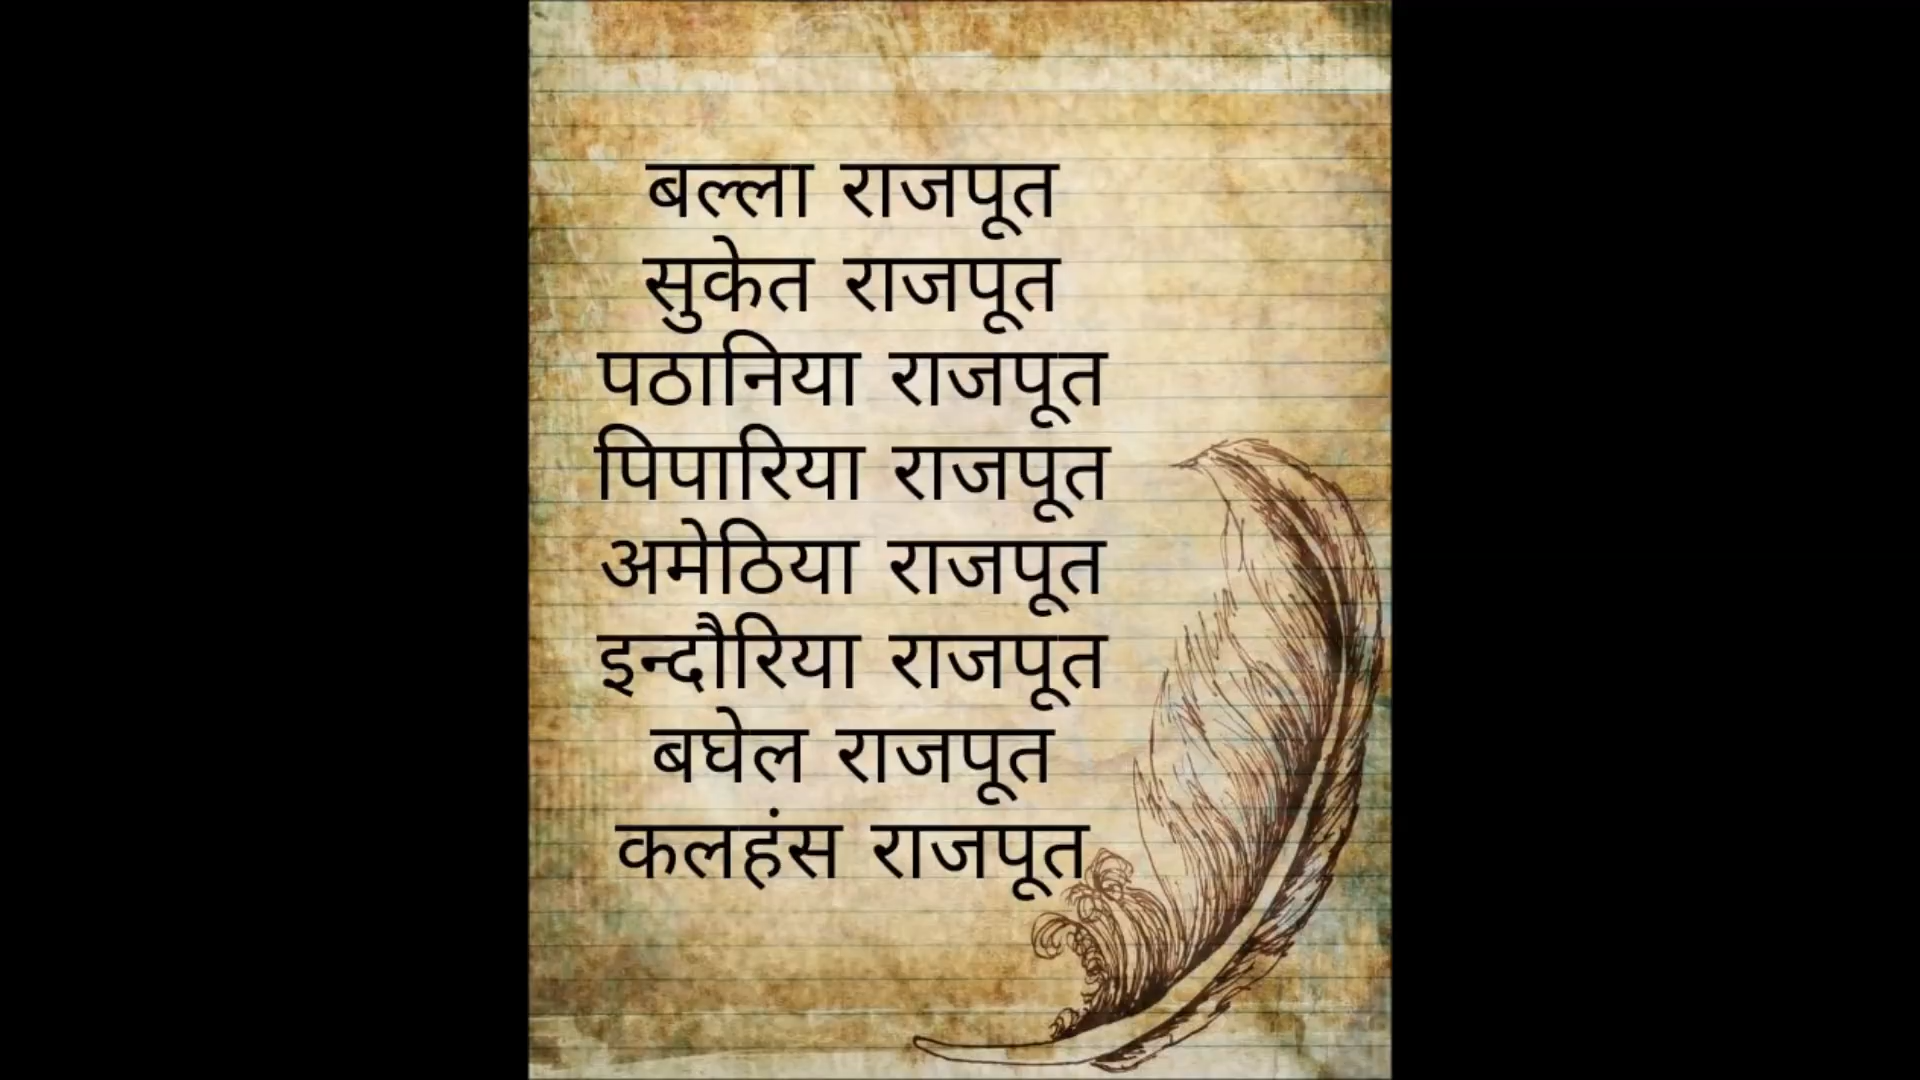 बल्ला राजपूत
सुकेत राजपूत
पठानिया राजपूत
पिपारिया राजपूत
अमेठिया राजपूत
इन्दौरिया राजपूत
बघेल राजपूत
कलहंस राजपूत